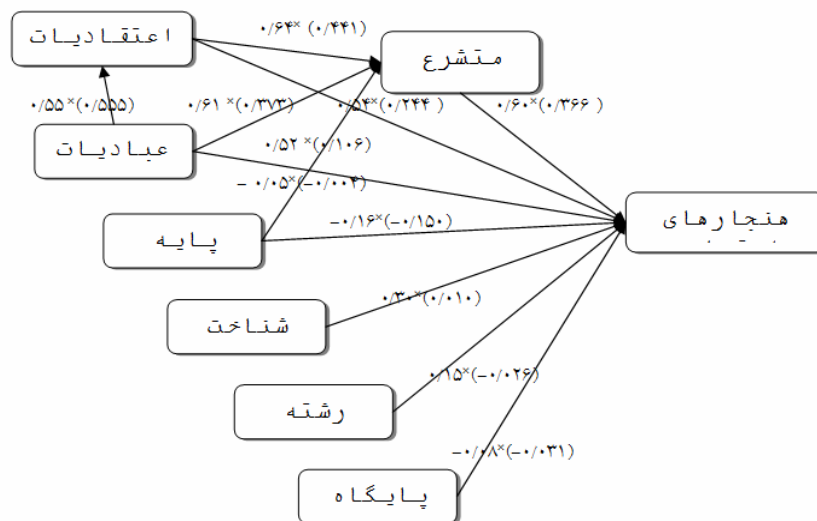 اعتقادیات
۰/۶۴* (۰/۴۴۱)
متشرع
۰/۵۵*(۰/۵۵۵)
۰/۶۱ *(۰/۳۷۳)
۰/۵۴*(۰/۲۴۴ )
۰/۶۰*(۰/۳۶۶ )
عبادیات
۰/۵۲ *(۰/۱۰۶)
- ۰/۰۵*(-۰/۰۰۴)
پایه
-۰/۱۶*(-۰/۱۵۰)
هنجارهای
شناخت
۰/۳۰*(۰/۰۱۰)
رشته
۰/۱۵*(-۰/۰۲۶)
پایگاه
-۰/۰۸*(-۰/۰۳۱)